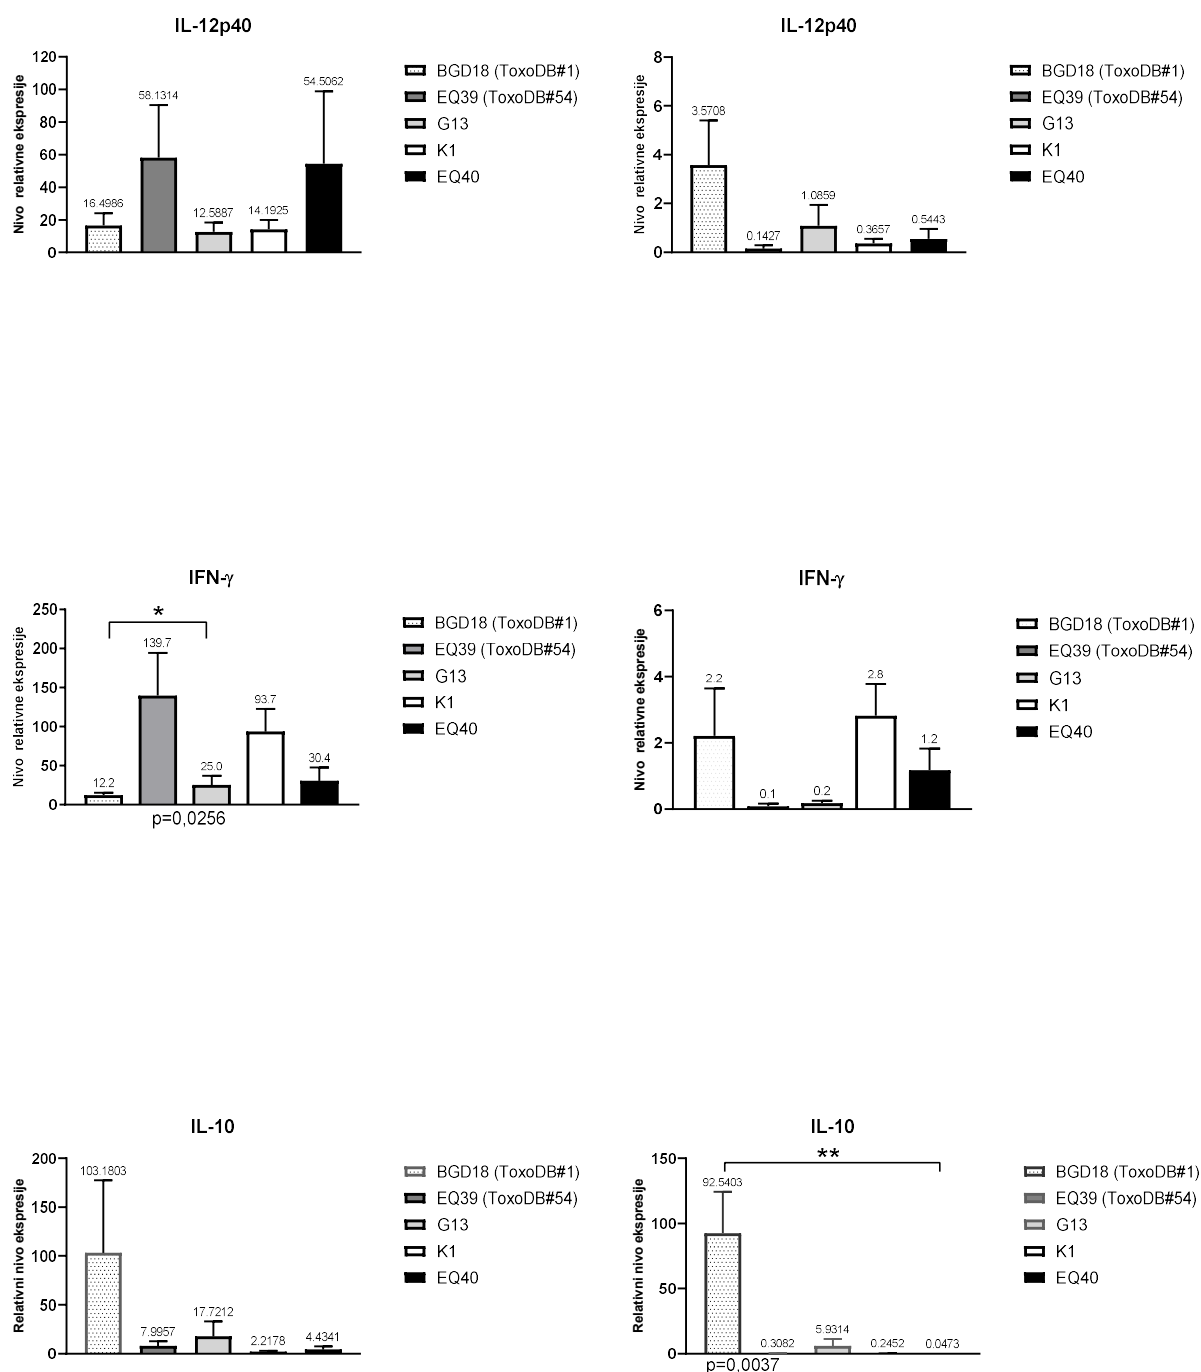 IL-12p40
Nivo relativne ekspresije
120
100
80
60
40
20
0
16.4986
58.1314
12.5887
14.1925
54.5062
BGD18 (ToxoDB#1)
EQ39 (ToxoDB#54)
G13
K1
EQ40
IL-12p40
Nivo relativne ekspresije
8
6
4
2
0
3.5708
0.1427
1.0859
0.3657
0.5443
BGD18 (ToxoDB#1)
EQ39 (ToxoDB#54)
G13
K1
EQ40
IFN-γ
Nivo relativne ekspresije
250
200
150
100
50
0
*
12.2
139.7
25.0
93.7
30.4
p=0,0256
BGD18 (ToxoDB#1)
EQ39 (ToxoDB#54)
G13
K1
EQ40
IFN-γ
Nivo relativne ekspresije
6
4
2
0
2.2
0.1
0.2
2.8
1.2
BGD18 (ToxoDB#1)
EQ39 (ToxoDB#54)
G13
K1
EQ40
IL-10
Relativni nivo ekspresije
200
150
100
50
0
103.1803
7.9957
17.7212
2.2178
4.4341
BGD18 (ToxoDB#1)
EQ39 (ToxoDB#54)
G13
K1
EQ40
IL-10
Relativni nivo ekspresije
150
100
50
0
**
92.5403
0.3082
5.9314
0.2452
0.0473
p=0,0037
BGD18 (ToxoDB#1)
EQ39 (ToxoDB#54)
G13
K1
EQ40